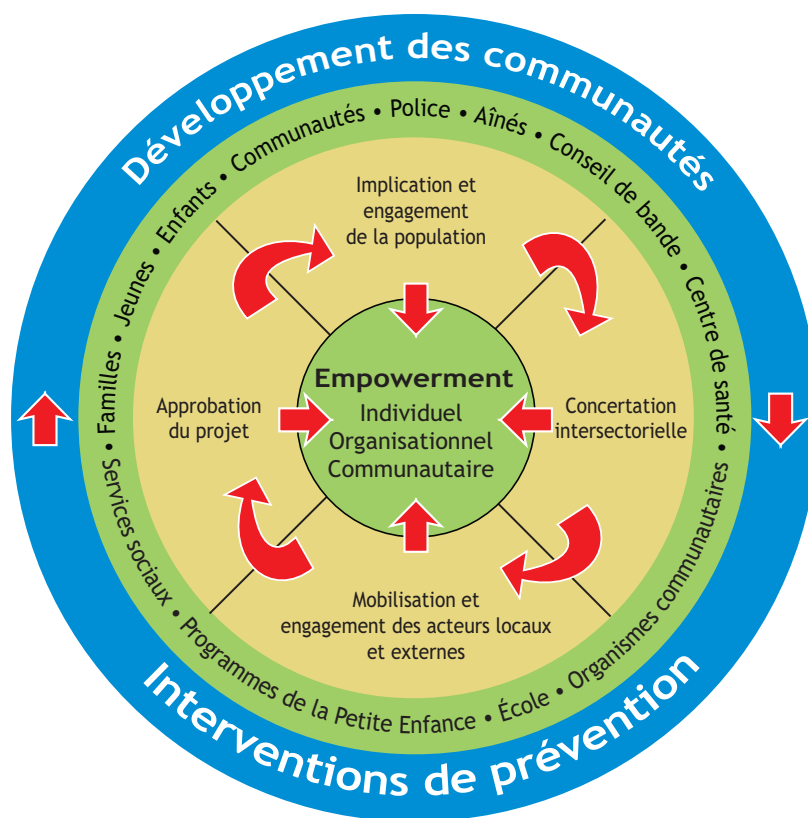 Développement des communautés
• Familles • Jeunes • Enfants • Communautés • Police • Aînés • Conseil de bande • Centre de santé •
Implication et
engagement
de la population
Approbation
du projet
Empowerment
Individuel
Organisationnel
Communautaire
Concertation
intersectorielle
Mobilisation et
engagement des acteurs locaux
et externes
Services sociaux • Programmes de la Petite Enfance • École • Organismes communautaires •
Interventions de prévention